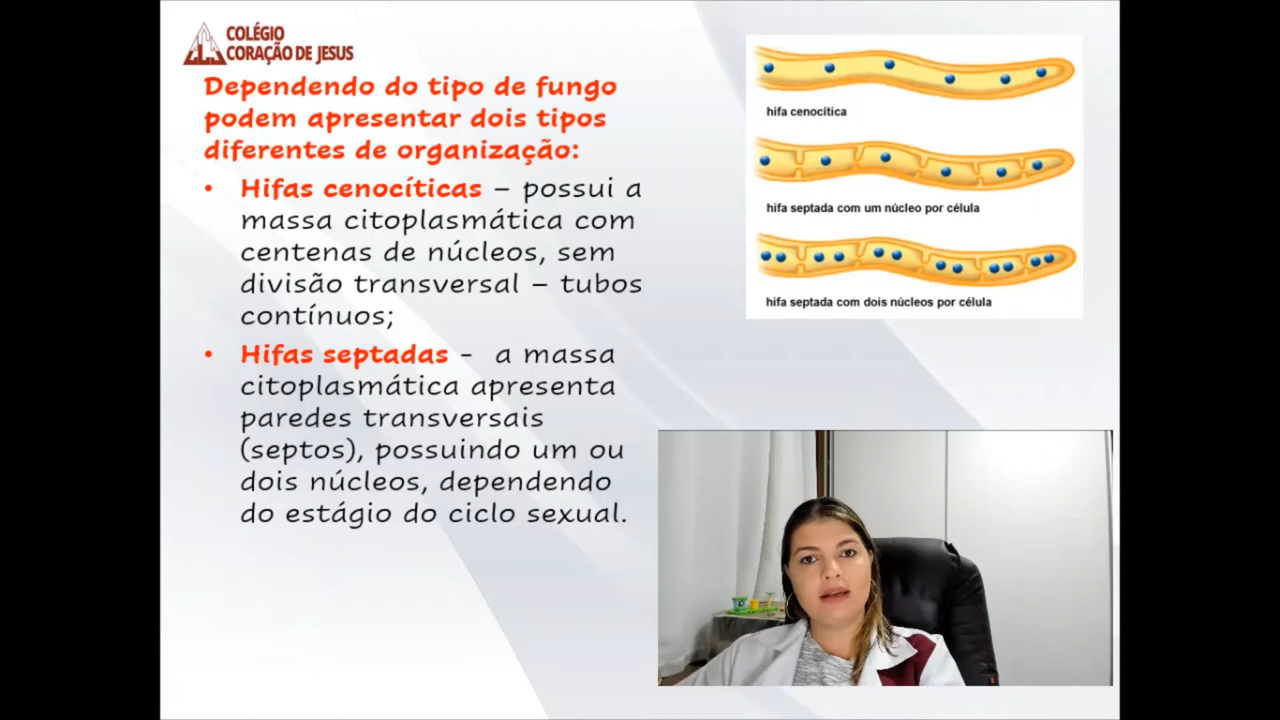 COLÉGIO
CORAÇÃO DE JESUS
Dependendo do tipo de fungo
podem apresentar dois tipos
diferentes de organização:
• Hifas cenocíticas – possui a
massa citoplasmática com
centenas de núcleos, sem
divisão transversal – tubos
contínuos;
• Hifas septadas - a massa
citoplasmática apresenta
paredes transversais
(septos), possuindo um ou
dois núcleos, dependendo
do estágio do ciclo sexual.
hifa cenocítica
hifa septada com um núcleo por célula
hifa septada com dois núcleos por célula